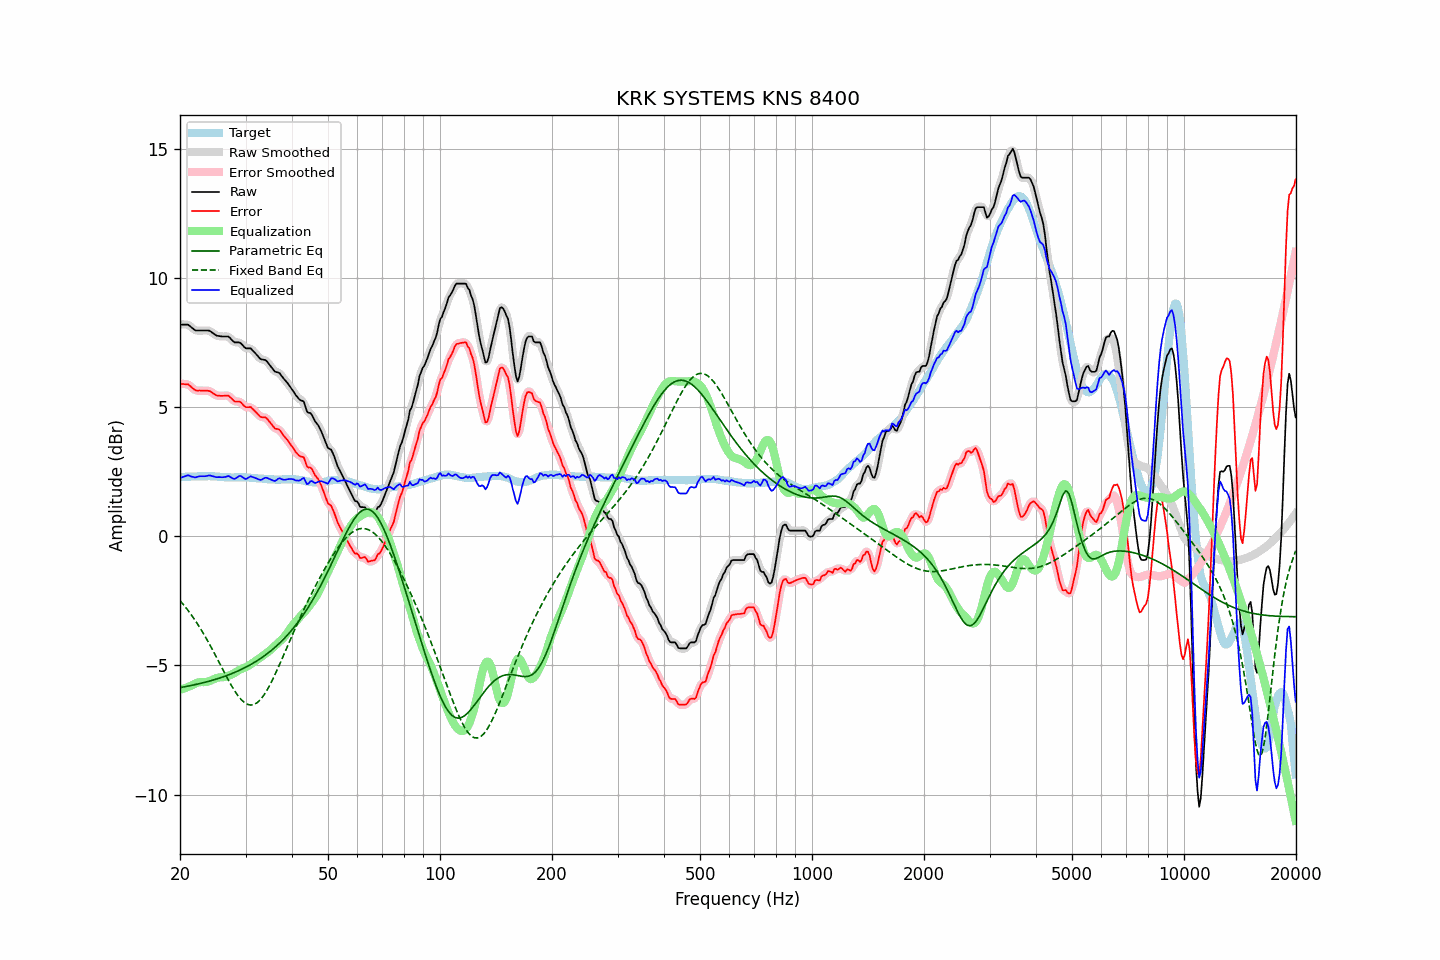 KRK SYSTEMS KNS 8400
Target
Raw Smoothed
Error Smoothed
Raw
Error
Equalization
Parametric Eq
Fixed Band Eq
Equalized
Amplitude (dBr)
15
10
5
0
−5
−10
20
50
100
200
500
1000
2000
5000
10000
20000
Frequency (Hz)